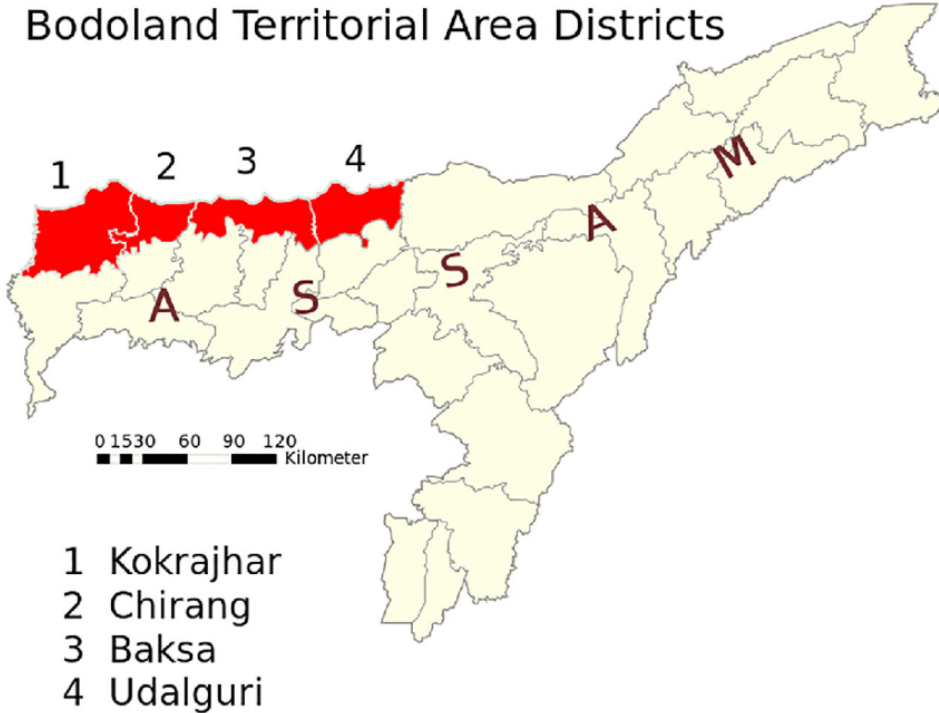 Bodoland Territorial Area Districts
1 2 3 4
A S S A M
0 15 30 60 90 120 Kilometer
1 Kokrajhar
2 Chirang
3 Baksa
4 Udalguri